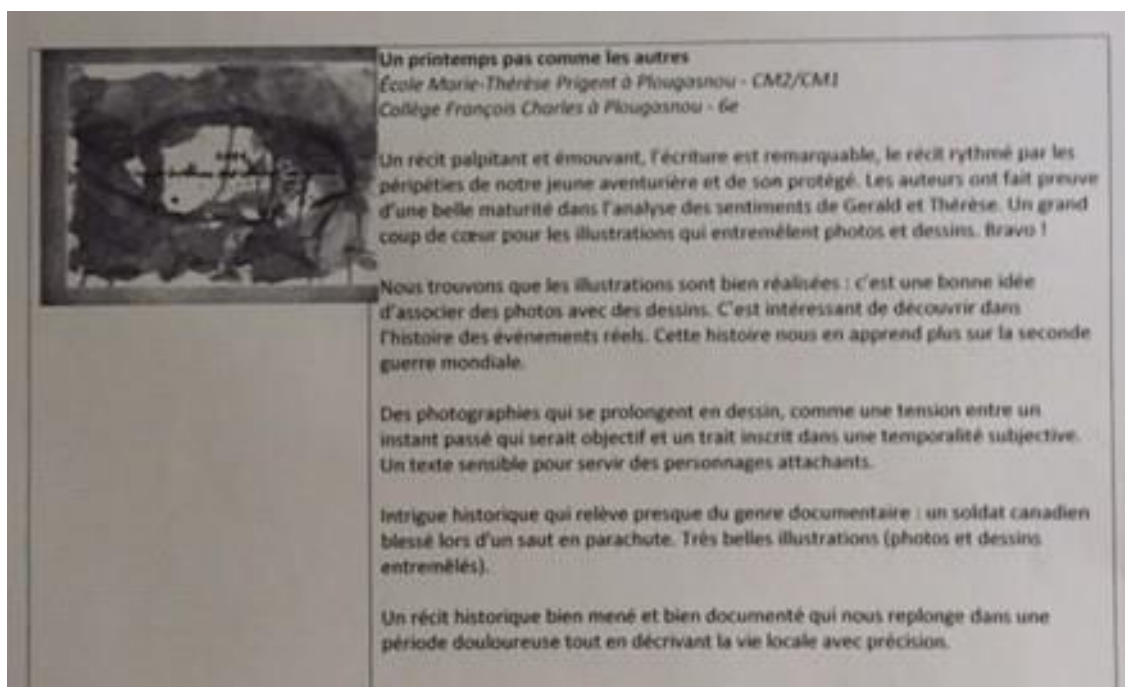 Un printemps pas comme les autres
École Marie-Thérèse Prigent à Plougasnou - CM2/CM1
Collège François Charles à Plougasnou - 6e
Un récit palpitant et émouvant, l'écriture est remarquable, le récit rythmé par les
péripéties de notre jeune aventurière et de son protégé. Les auteurs ont fait preuve
d'une belle maturité dans l'analyse des sentiments de Gerald et Thérèse. Un grand
coup de cœur pour les illustrations qui entremêlent photos et dessins. Bravo !
Nous trouvons que les illustrations sont bien réalisées : c'est une bonne idée
d'associer des photos avec des dessins. C'est intéressant de découvrir dans
l'histoire des événements réels. Cette histoire nous en apprend plus sur la seconde
guerre mondiale.
Des photographies qui se prolongent en dessin, comme une tension entre un
instant passé qui serait objectif et un trait inscrit dans une temporalité subjective.
Un texte sensible pour servir des personnages attachants.
Intrigue historique qui relève presque du genre documentaire : un soldat canadien
blessé lors d'un saut en parachute. Très belles illustrations (photos et dessins
entremêlés).
Un récit historique bien mené et bien documenté qui nous replonge dans une
période douloureuse tout en décrivant la vie locale avec précision.